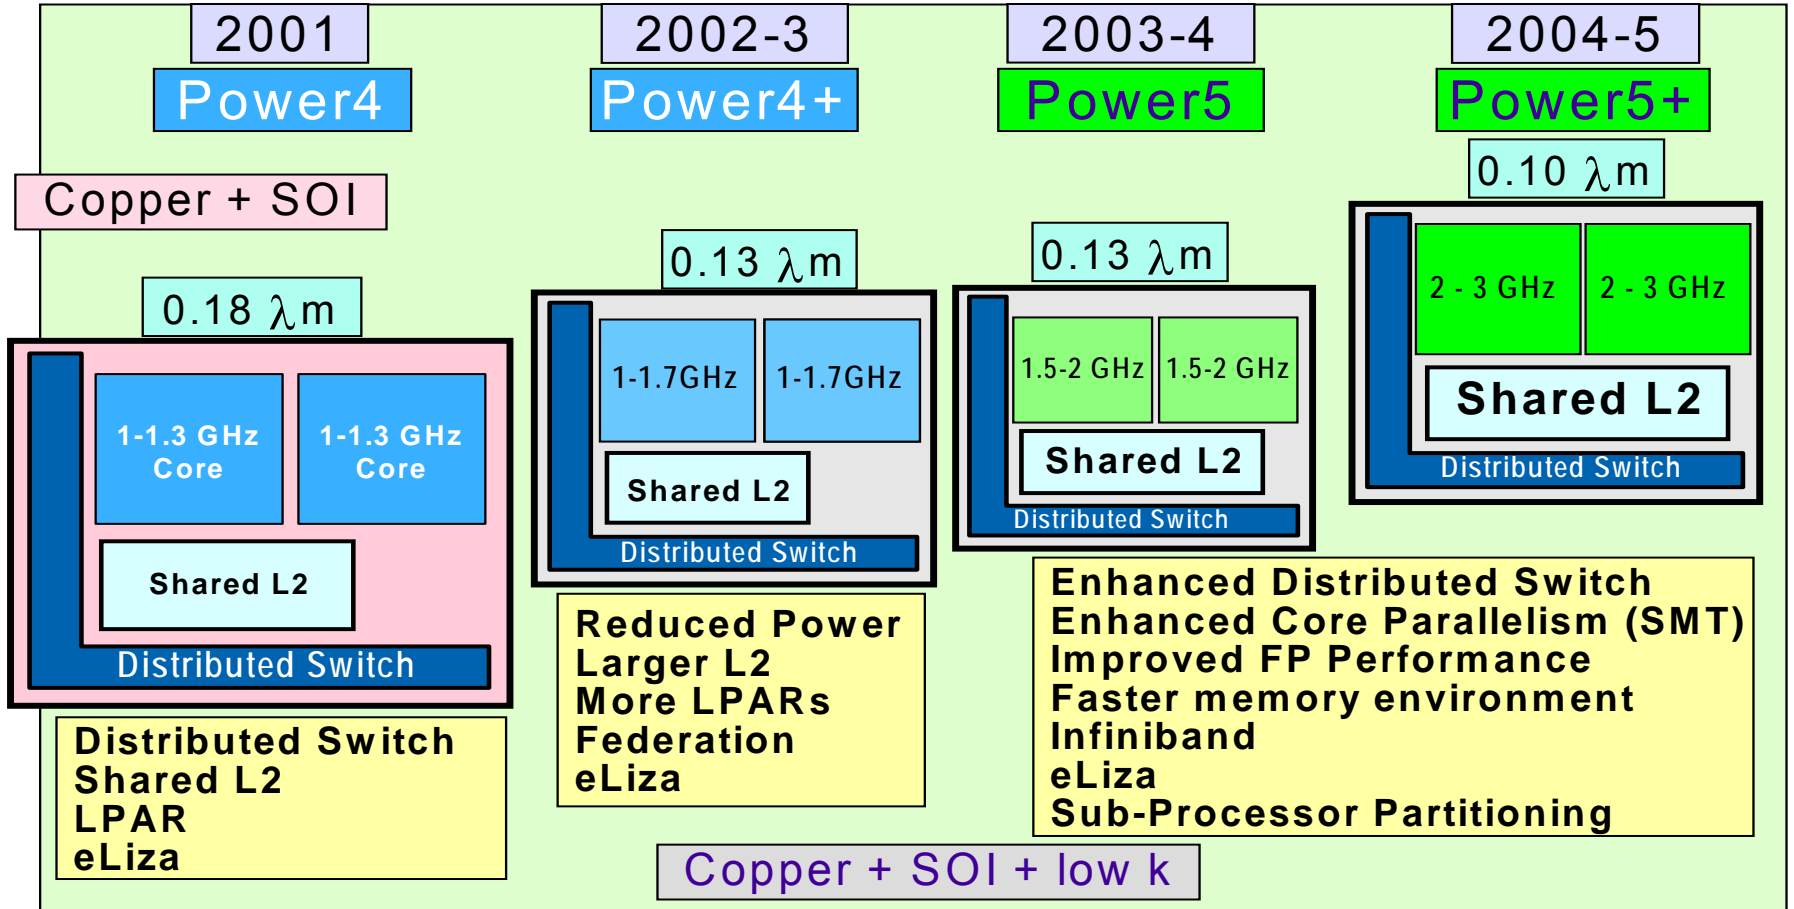 2001
Power4
Copper + SOI
0.18 λm
1-1.3 GHz
Core
1-1.3 GHz
Core
Shared L2
Distributed Switch
Distributed Switch
Shared L2
LPAR
eLiza
2002-3
Power4+
0.13 λm
1-1.7GHz
1-1.7GHz
Shared L2
Distributed Switch
Reduced Power
Larger L2
More LPARs
Federation
eLiza
2003-4
Power5
0.13 λm
1.5-2 GHz
1.5-2 GHz
Shared L2
Distributed Switch
2004-5
Power5+
0.10 λm
2 - 3 GHz
2 - 3 GHz
Shared L2
Distributed Switch
Enhanced Distributed Switch
Enhanced Core Parallelism (SMT)
Improved FP Performance
Faster memory environment
Infiniband
eLiza
Sub-Processor Partitioning
Copper + SOI + low k